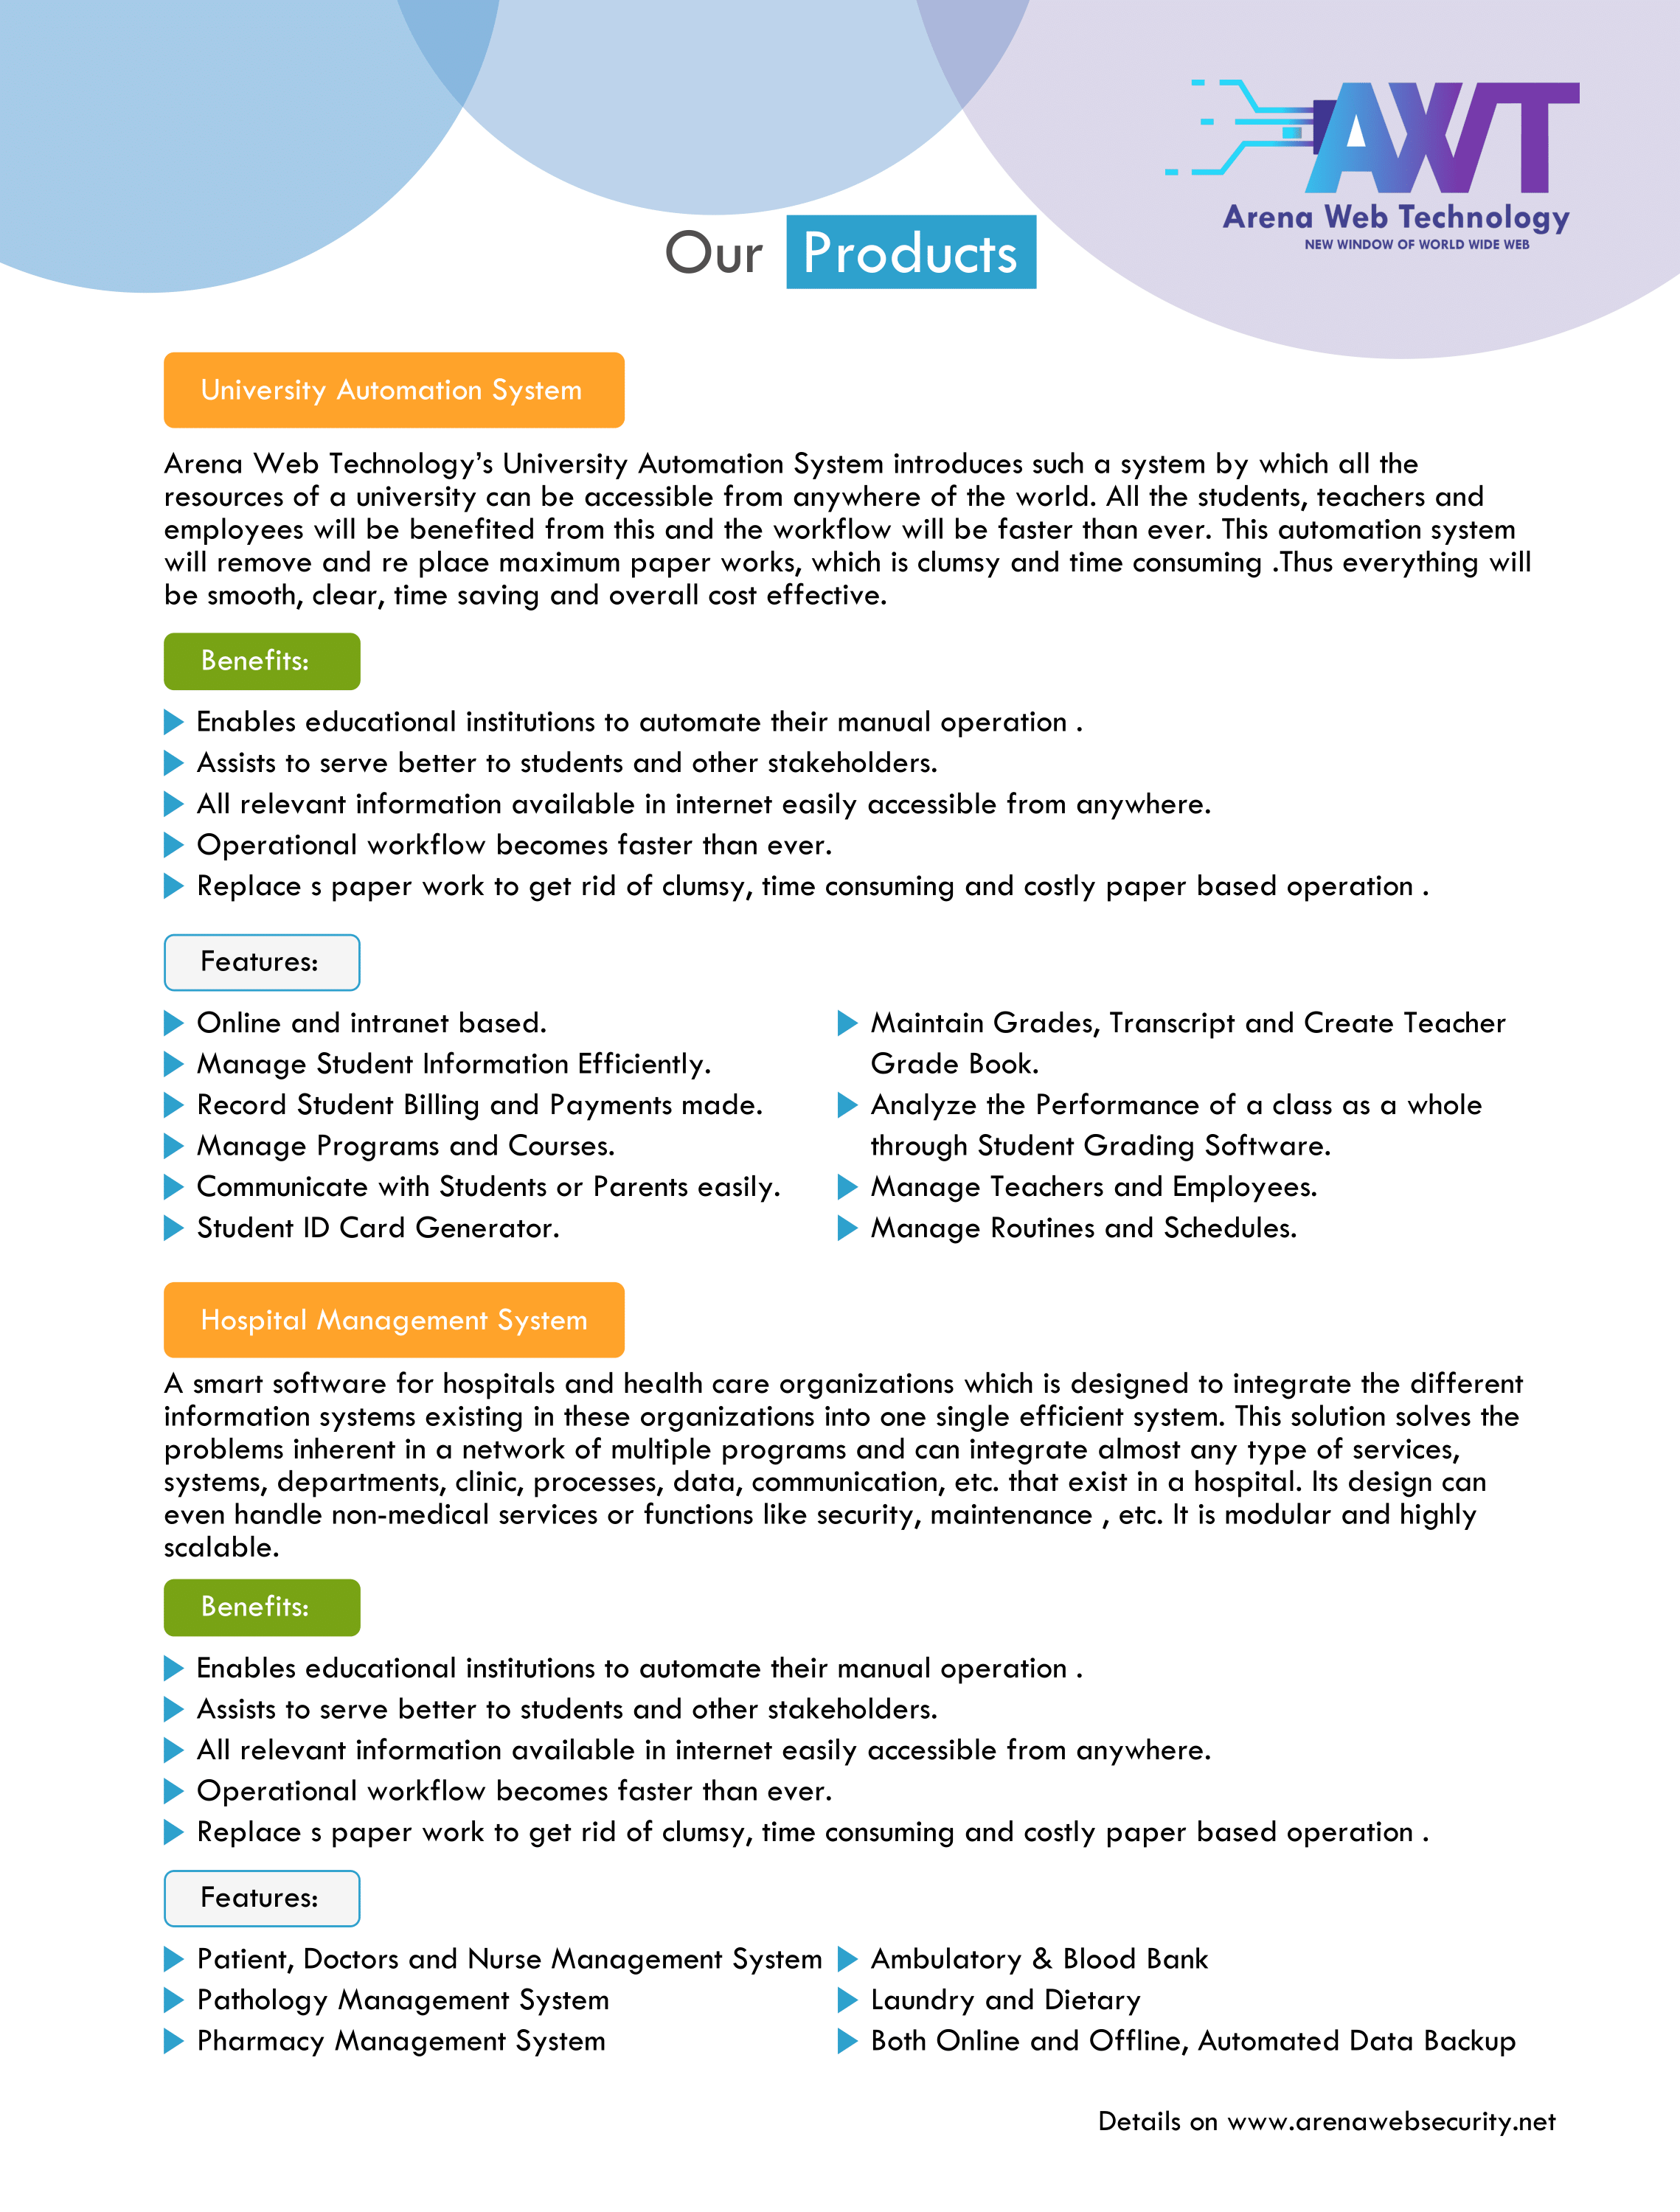 AWT
Arena Web Technology
NEW WINDOW OF WORLD WIDE WEB
Our Products
University Automation System
Arena Web Technology’s University Automation System introduces such a system by which all the
resources of a university can be accessible from anywhere of the world. All the students, teachers and
employees will be benefited from this and the workflow will be faster than ever. This automation system
will remove and re place maximum paper works, which is clumsy and time consuming .Thus everything will
be smooth, clear, time saving and overall cost effective.
Benefits:
Enables educational institutions to automate their manual operation .
Assists to serve better to students and other stakeholders.
All relevant information available in internet easily accessible from anywhere.
Operational workflow becomes faster than ever.
Replace s paper work to get rid of clumsy, time consuming and costly paper based operation .
Features:
Online and intranet based.
Manage Student Information Efficiently.
Record Student Billing and Payments made.
Manage Programs and Courses.
Communicate with Students or Parents easily.
Student ID Card Generator.
Maintain Grades, Transcript and Create Teacher
Grade Book.
Analyze the Performance of a class as a whole
through Student Grading Software.
Manage Teachers and Employees.
Manage Routines and Schedules.
Hospital Management System
A smart software for hospitals and health care organizations which is designed to integrate the different
information systems existing in these organizations into one single efficient system. This solution solves the
problems inherent in a network of multiple programs and can integrate almost any type of services,
systems, departments, clinic, processes, data, communication, etc. that exist in a hospital. Its design can
even handle non-medical services or functions like security, maintenance , etc. It is modular and highly
scalable.
Benefits:
Enables educational institutions to automate their manual operation .
Assists to serve better to students and other stakeholders.
All relevant information available in internet easily accessible from anywhere.
Operational workflow becomes faster than ever.
Replace s paper work to get rid of clumsy, time consuming and costly paper based operation .
Features:
Patient, Doctors and Nurse Management System
Pathology Management System
Pharmacy Management System
Ambulatory & Blood Bank
Laundry and Dietary
Both Online and Offline, Automated Data Backup
Details on www.arenawebsecurity.net